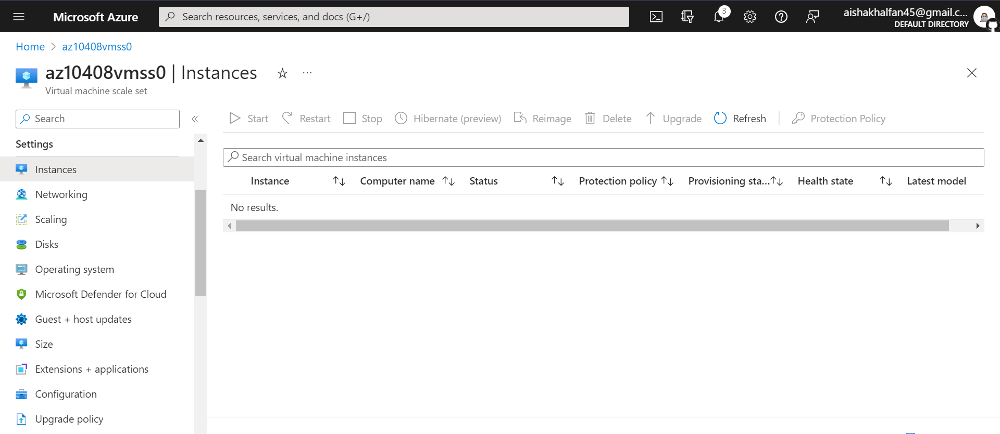 Microsoft Azure
Search resources, services, and docs (G+/)
3
aishakhalfan45@gmail.c...
DEFAULT DIRECTORY
Home > az10408vmss0
az10408vmss0 | Instances
...
Virtual machine scale set
Search
«
Start
Restart
Stop
Hibernate (preview)
Reimage
Delete
Upgrade
Refresh
Protection Policy
Settings
Instances
Networking
Scaling
Disks
Operating system
Microsoft Defender for Cloud
Guest + host updates
Size
Extensions + applications
Configuration
Upgrade policy
Search virtual machine instances
Instance ↑↓ Computer name ↑↓ Status ↑↓ Protection policy ↑↓ Provisioning sta...↑↓ Health state ↑↓ Latest model
No results.